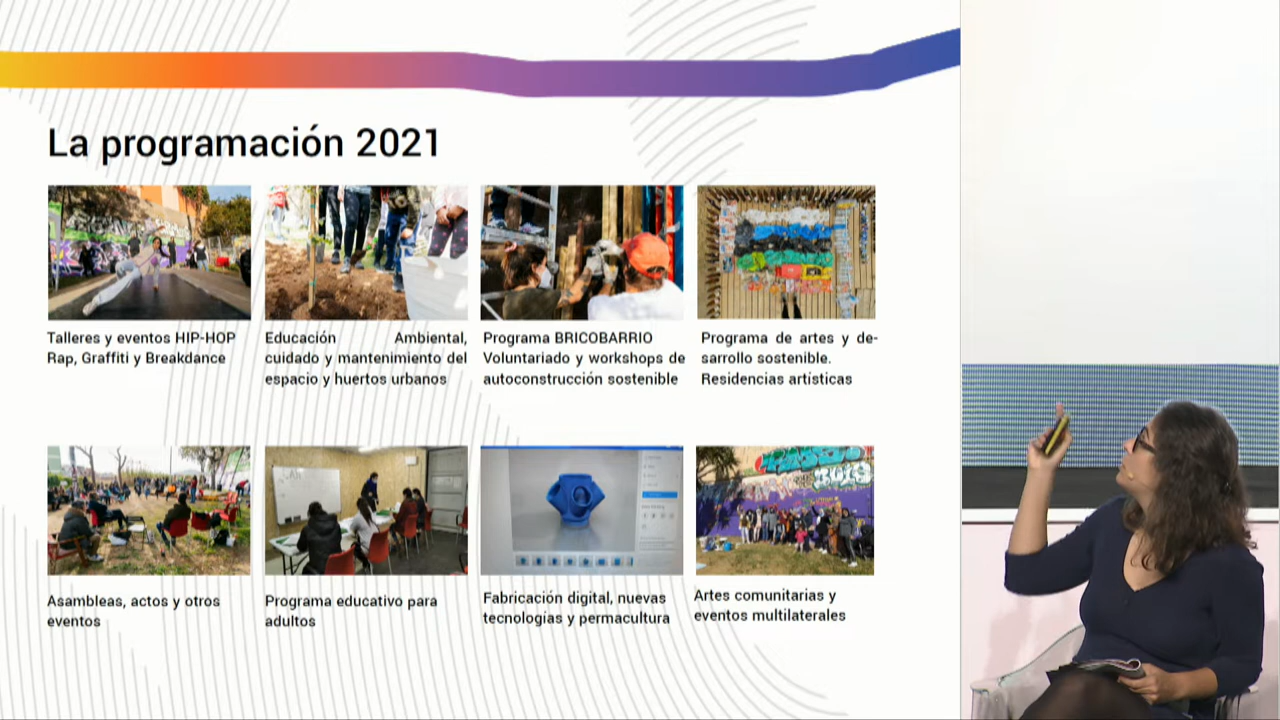 La programación 2021
Talleres y eventos HIP-HOP
Rap, Graffiti y Breakdance
Educación Ambiental,
cuidado y mantenimiento del
espacio y huertos urbanos
Programa BRICOBARRIO
Voluntariado y workshops de
autoconstrucción sostenible
Programa de artes y de-
sarrollo sostenible.
Residencias artísticas
Asambleas, actos y otros
eventos
Programa educativo para
adultos
Fabricación digital, nuevas
tecnologías y permacultura
Artes comunitarias y
eventos multilaterales